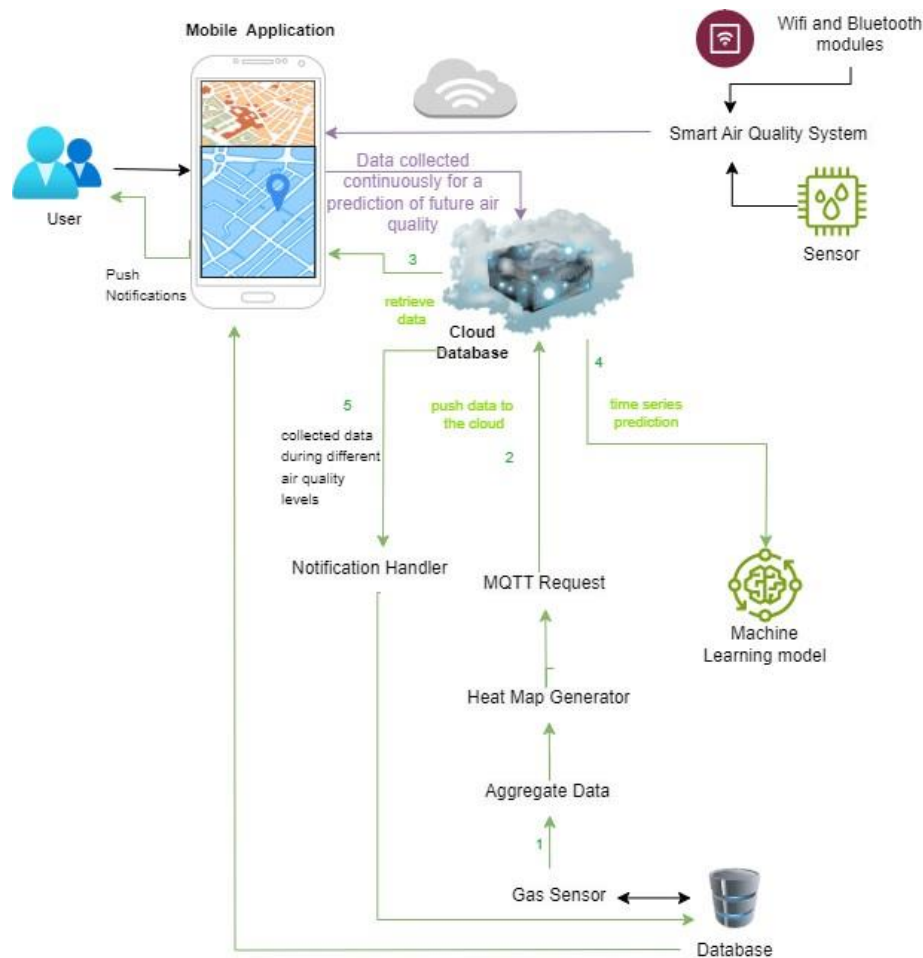 Mobile Application
Wifi and Bluetooth
modules
Smart Air Quality System
Data collected
continuously for a
prediction of future air
quality
User
Sensor
Push
Notifications
3
retrieve
data
Cloud
Database
4
5
push data to
the cloud
time series
prediction
collected data
during different
air quality
levels
2
Notification Handler
MQTT Request
Machine
Learning model
Heat Map Generator
Aggregate Data
1
Gas Sensor
Database